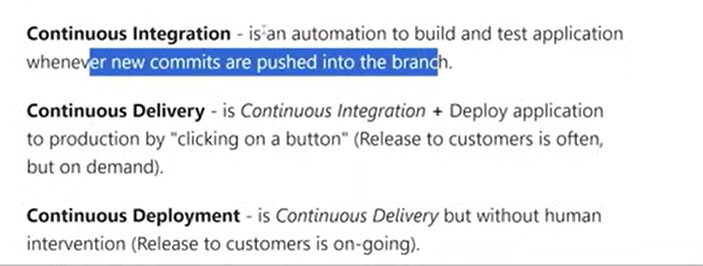 Continuous Integration - is an automation to build and test application
whenever new commits are pushed into the branch.
Continuous Delivery - is Continuous Integration + Deploy application
to production by "clicking on a button" (Release to customers is often,
but on demand).
Continuous Deployment - is Continuous Delivery but without human
intervention (Release to customers is on-going).